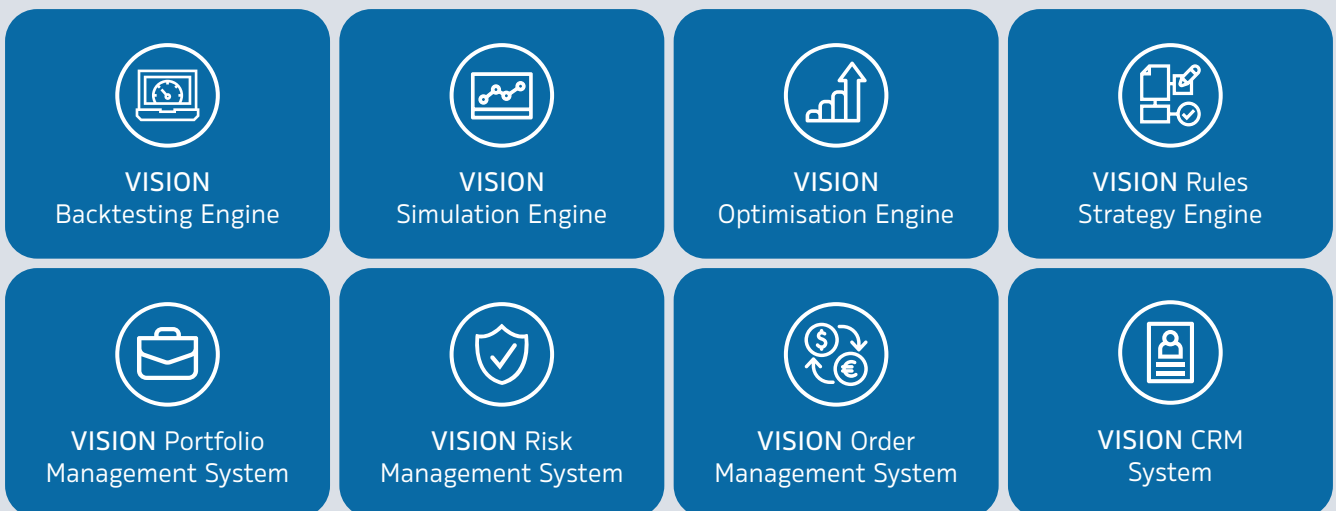 VISION
Backtesting Engine
VISION
Simulation Engine
VISION
Optimisation Engine
VISION Rules
Strategy Engine
VISION Portfolio
Management System
VISION Risk
Management System
$
€
VISION Order
Management System
VISION CRM
System